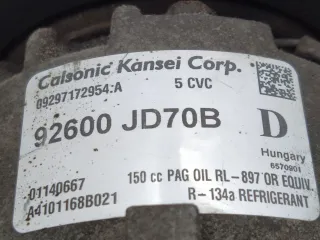 Calsonic Kansei Corp.
09297172954:A 5 CVC
92600 JD70B D
Hungary
6570901
01140667 150 cc PAG OIL RL-897 OR EQUIV.
A4101168B021 R-134a REFRIGERANT